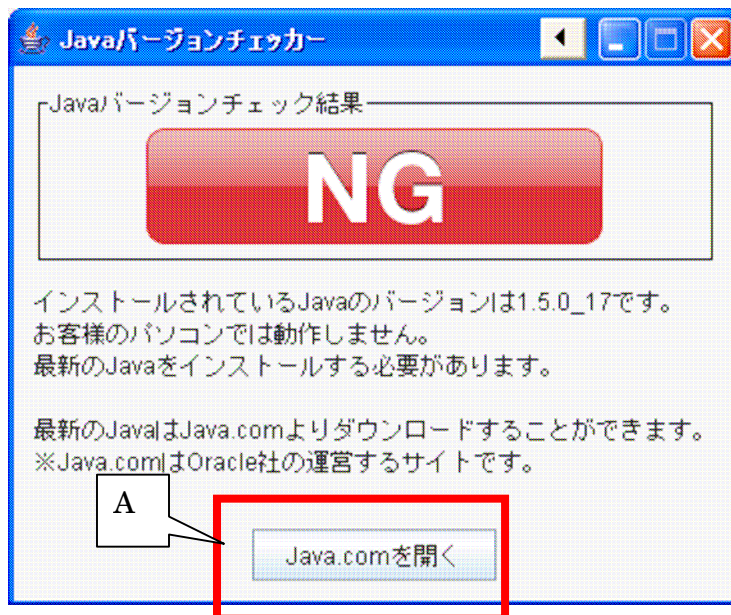 Javaバージョンチェッカー
Javaバージョンチェック結果
NG
インストールされているJavaのバージョンは1.5.0_17です。
お客様のパソコンでは動作しません。
最新のJavaをインストールする必要があります。
最新のJavaはJava.comよりダウンロードすることができます。
※Java.comはOracle社の運営するサイトです。
A
Java.comを開く